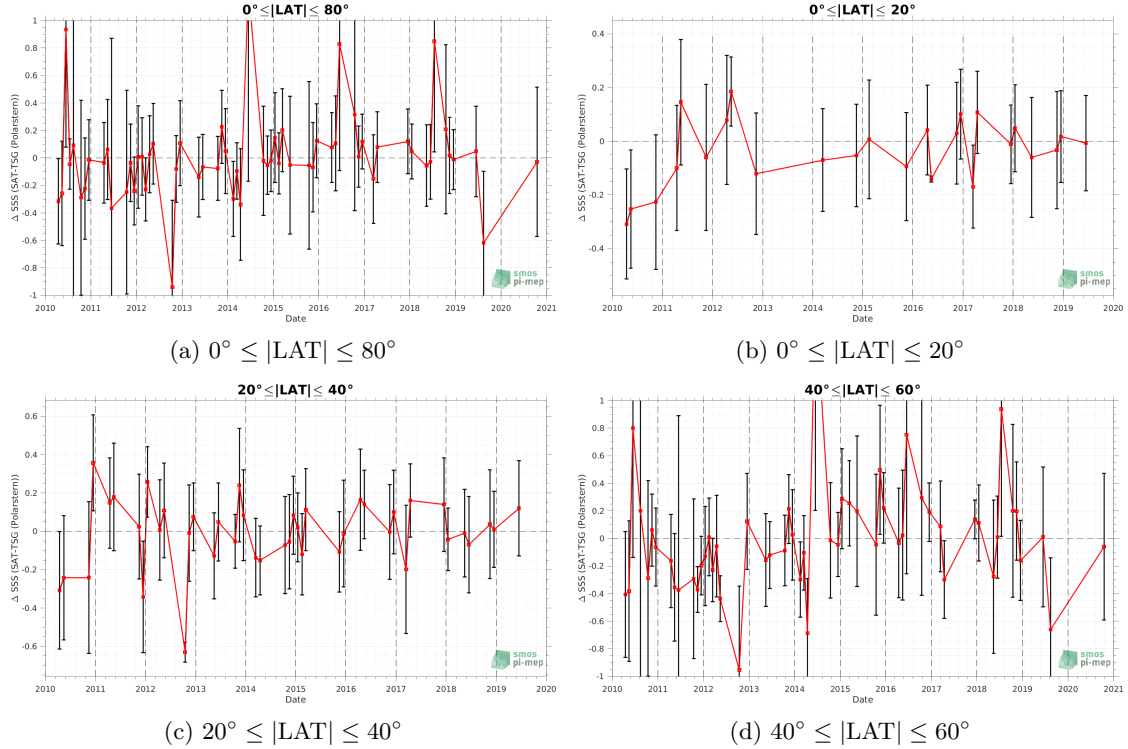 0°≤|LAT|≤ 80°
Δ SSS (SAT-TSG (Polarstern))
1
0.8
0.6
0.4
0.2
0
-0.2
-0.4
-0.6
-0.8
-1
2010 2011 2012 2013 2014 2015 2016 2017 2018 2019 2020 2021
Date
smos
pi-mep
(a) 0° ≤ |LAT| ≤ 80°
0°≤|LAT|≤ 20°
Δ SSS (SAT-TSG (Polarstern))
0.4
0.2
0
-0.2
-0.4
2010 2011 2012 2013 2014 2015 2016 2017 2018 2019 2020
Date
smos
pi-mep
(b) 0° ≤ |LAT| ≤ 20°
20°≤|LAT|≤ 40°
Δ SSS (SAT-TSG (Polarstern))
0.6
0.4
0.2
0
-0.2
-0.4
-0.6
2010 2011 2012 2013 2014 2015 2016 2017 2018 2019 2020
Date
smos
pi-mep
(c) 20° ≤ |LAT| ≤ 40°
40°≤|LAT|≤ 60°
Δ SSS (SAT-TSG (Polarstern))
1
0.8
0.6
0.4
0.2
0
-0.2
-0.4
-0.6
-0.8
-1
2010 2011 2012 2013 2014 2015 2016 2017 2018 2019 2020 2021
Date
smos
pi-mep
(d) 40° ≤ |LAT| ≤ 60°